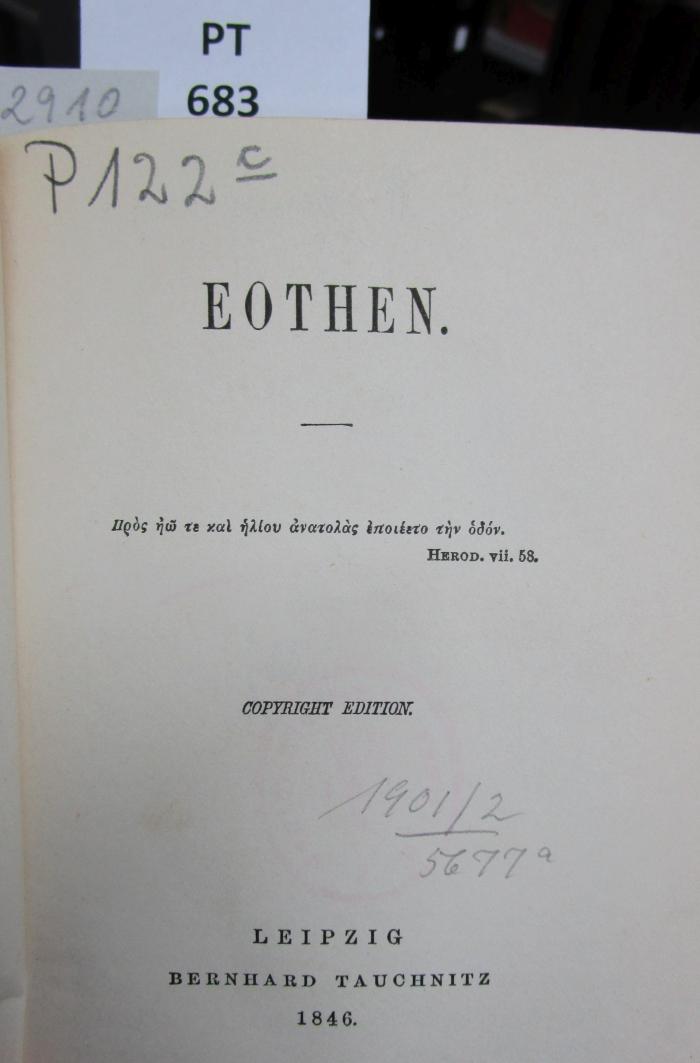 PT
683
2910
P 122 c
EOTHEN.
Πρὸς ἠῶ τε καὶ ἡλίου ἀνατολὰς ἐποιέετο τὴν ὁδόν.
HEROD. vii. 58.
COPYRIGHT EDITION.
1901/2
5677a
LEIPZIG
BERNHARD TAUCHNITZ
1846.